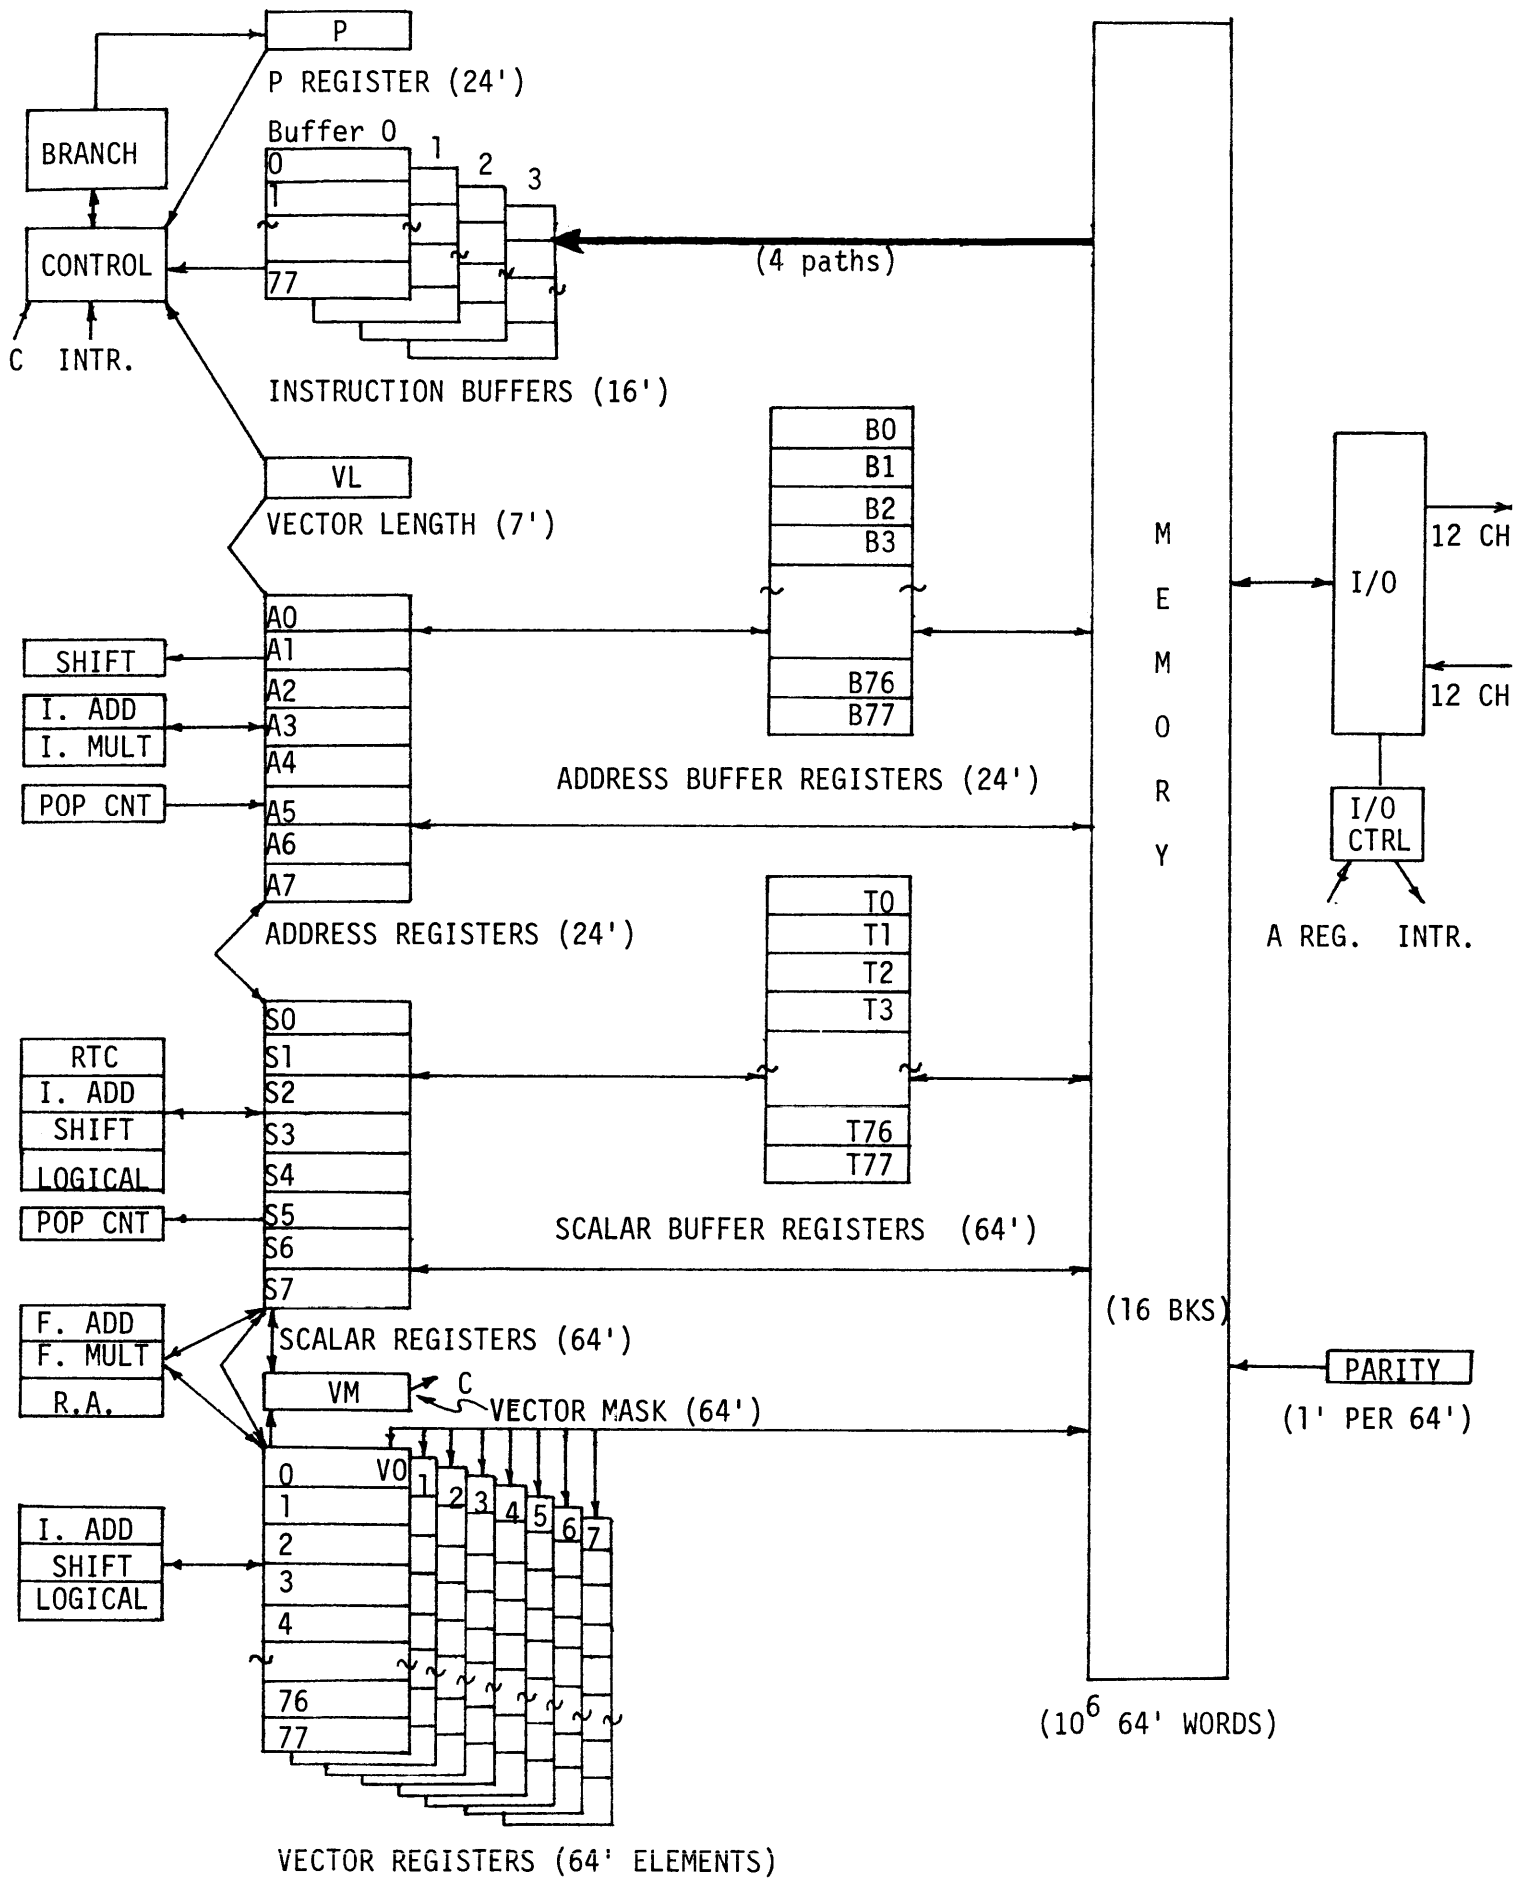 P
P REGISTER (24')
BRANCH
Buffer 0
1
2
3
0
1
77
CONTROL
C INTR.
(4 paths)
INSTRUCTION BUFFERS (16')
VL
VECTOR LENGTH (7')
B0
B1
B2
B3
B76
B77
ADDRESS BUFFER REGISTERS (24')
A0
A1
A2
A3
A4
A5
A6
A7
SHIFT
I. ADD
I. MULT
POP CNT
ADDRESS REGISTERS (24')
T0
T1
T2
T3
T76
T77
SCALAR BUFFER REGISTERS (64')
S0
S1
S2
S3
S4
S5
S6
S7
RTC
I. ADD
SHIFT
LOGICAL
POP CNT
SCALAR REGISTERS (64')
F. ADD
F. MULT
R.A.
VM
C
VECTOR MASK (64')
V0
1
2
3
4
5
6
7
0
1
2
3
4
76
77
I. ADD
SHIFT
LOGICAL
VECTOR REGISTERS (64' ELEMENTS)
MEMORY
(16 BKS)
(10⁶ 64' WORDS)
I/O
12 CH
12 CH
I/O
CTRL
A REG. INTR.
PARITY
(1' PER 64')